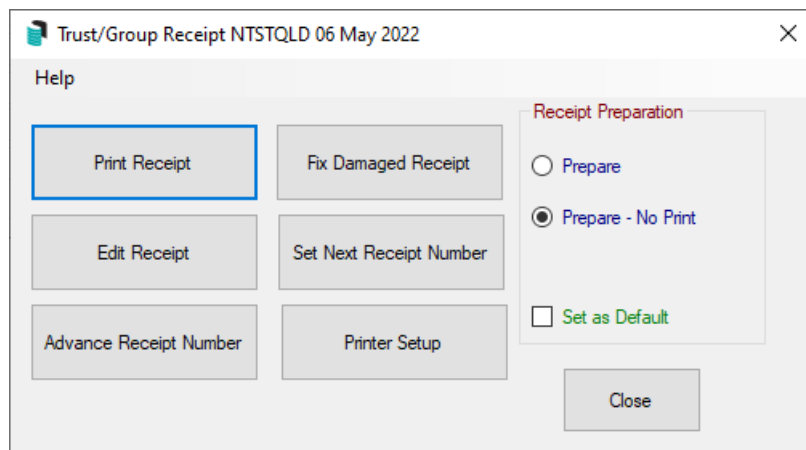 Trust/Group Receipt NTSTQLD 06 May 2022
Help
Print Receipt
Fix Damaged Receipt
Edit Receipt
Set Next Receipt Number
Advance Receipt Number
Printer Setup
Receipt Preparation
Prepare
Prepare - No Print
Set as Default
Close